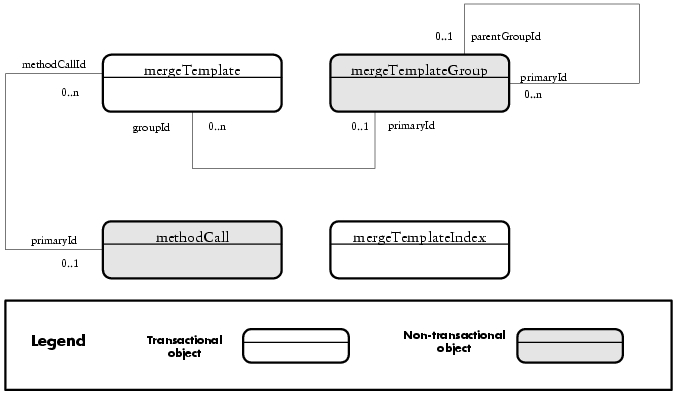 0..1 parentGroupId
methodCallId
mergeTemplate
mergeTemplateGroup
primaryId
0..n
0..n
groupId
0..n
0..1
primaryId
primaryId
methodCall
mergeTemplateIndex
0..1
Legend
Transactional
object
Non-transactional
object